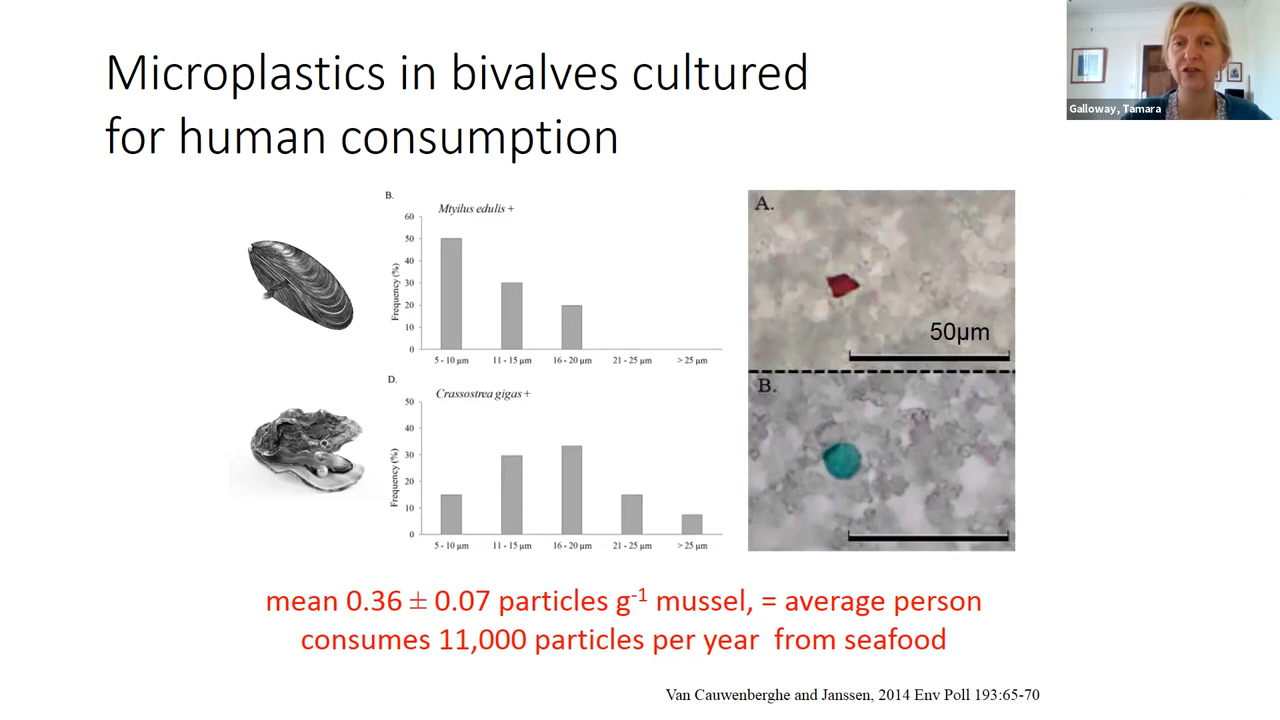 Microplastics in bivalves cultured
for human consumption
Galloway, Tamara
B.
Mtyilus edulis +
Frequency (%)
60
50
40
30
20
10
0
5 - 10 μm 11 - 15 μm 16 - 20 μm 21 - 25 μm > 25 μm
D.
Crassostrea gigas +
Frequency (%)
50
40
30
20
10
0
5 - 10 μm 11 - 15 μm 16 - 20 μm 21 - 25 μm > 25 μm
A.
50μm
B.
mean 0.36 ± 0.07 particles g⁻¹ mussel, = average person
consumes 11,000 particles per year from seafood
Van Cauwenberghe and Janssen, 2014 Env Poll 193:65-70